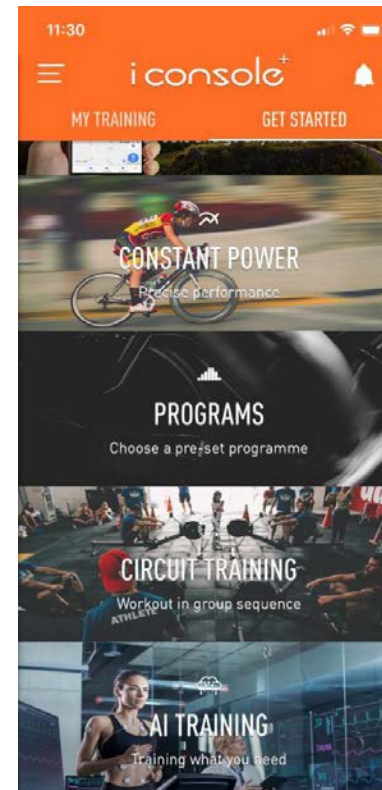 11:30
i console+
MY TRAINING
GET STARTED
CONSTANT POWER
Precise performance
PROGRAMS
Choose a pre-set programme
CIRCUIT TRAINING
Workout in group sequence
ATHLETE
AI TRAINING
Training what you need